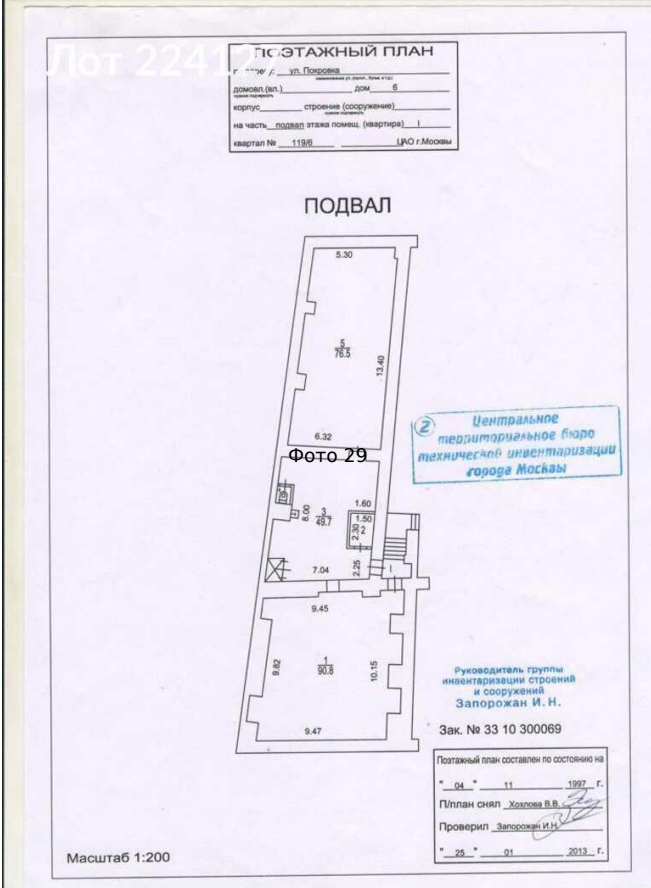 Лот 224127
ПОЭТАЖНЫЙ ПЛАН
ул. Покровка
домовл.(вл.) дом 6
корпус строение (сооружение)
на часть подвал этажа помещ. (квартира) I
квартал № 119/6 ЦАО г.Москвы
ПОДВАЛ
5.30
5
76.5
13.40
6.32
Фото 29
2 Центральное
территориальное бюро
технической инвентаризации
города Москвы
8.00
3
49.7
1.60
1.50
2.30
2
7.04
2.25
I
9.45
9.82
1
90.8
10.15
9.47
Руководитель группы
инвентаризации строений
и сооружений
Запорожан И. Н.
Зак. № 33 10 300069
Поэтажный план составлен по состоянию на
" 04 " 11 1997 г.
П/план снял Хохлова В.В.
Проверил Запорожан И.Н.
" 25 " 01 2013 г.
Масштаб 1:200